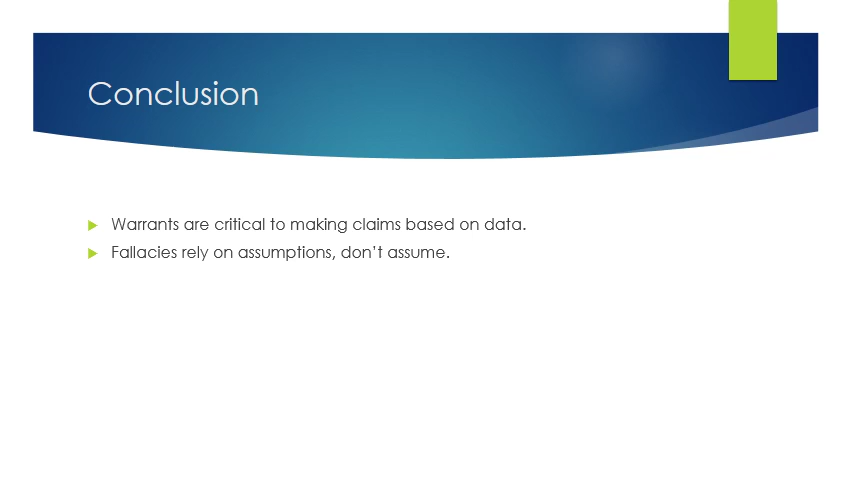 Conclusion
Warrants are critical to making claims based on data.
Fallacies rely on assumptions, don’t assume.